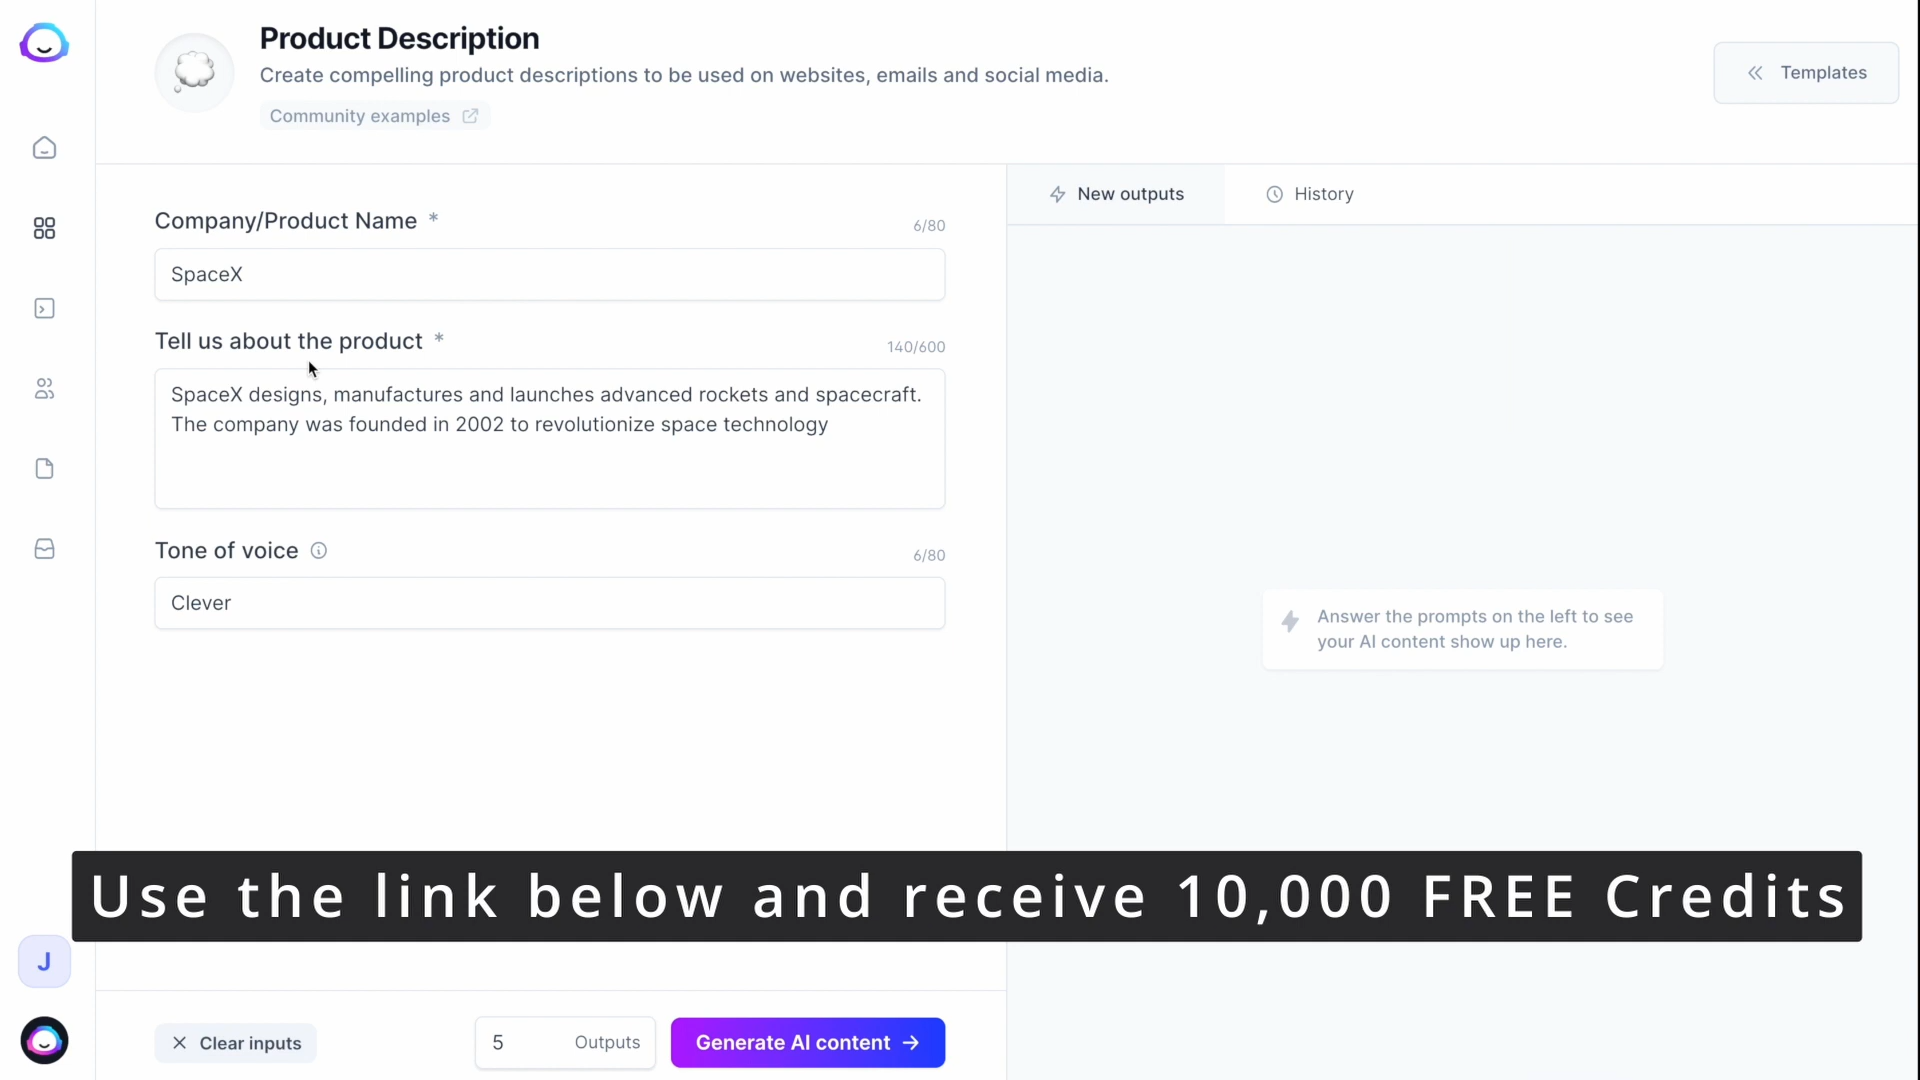 Product Description
Create compelling product descriptions to be used on websites, emails and social media.
Community examples
Templates
Company/Product Name *
6/80
SpaceX
Tell us about the product *
140/600
SpaceX designs, manufactures and launches advanced rockets and spacecraft.
The company was founded in 2002 to revolutionize space technology
Tone of voice
6/80
Clever
New outputs
History
Answer the prompts on the left to see
your AI content show up here.
Use the link below and receive 10,000 FREE Credits
J
Clear inputs
5 Outputs
Generate AI content